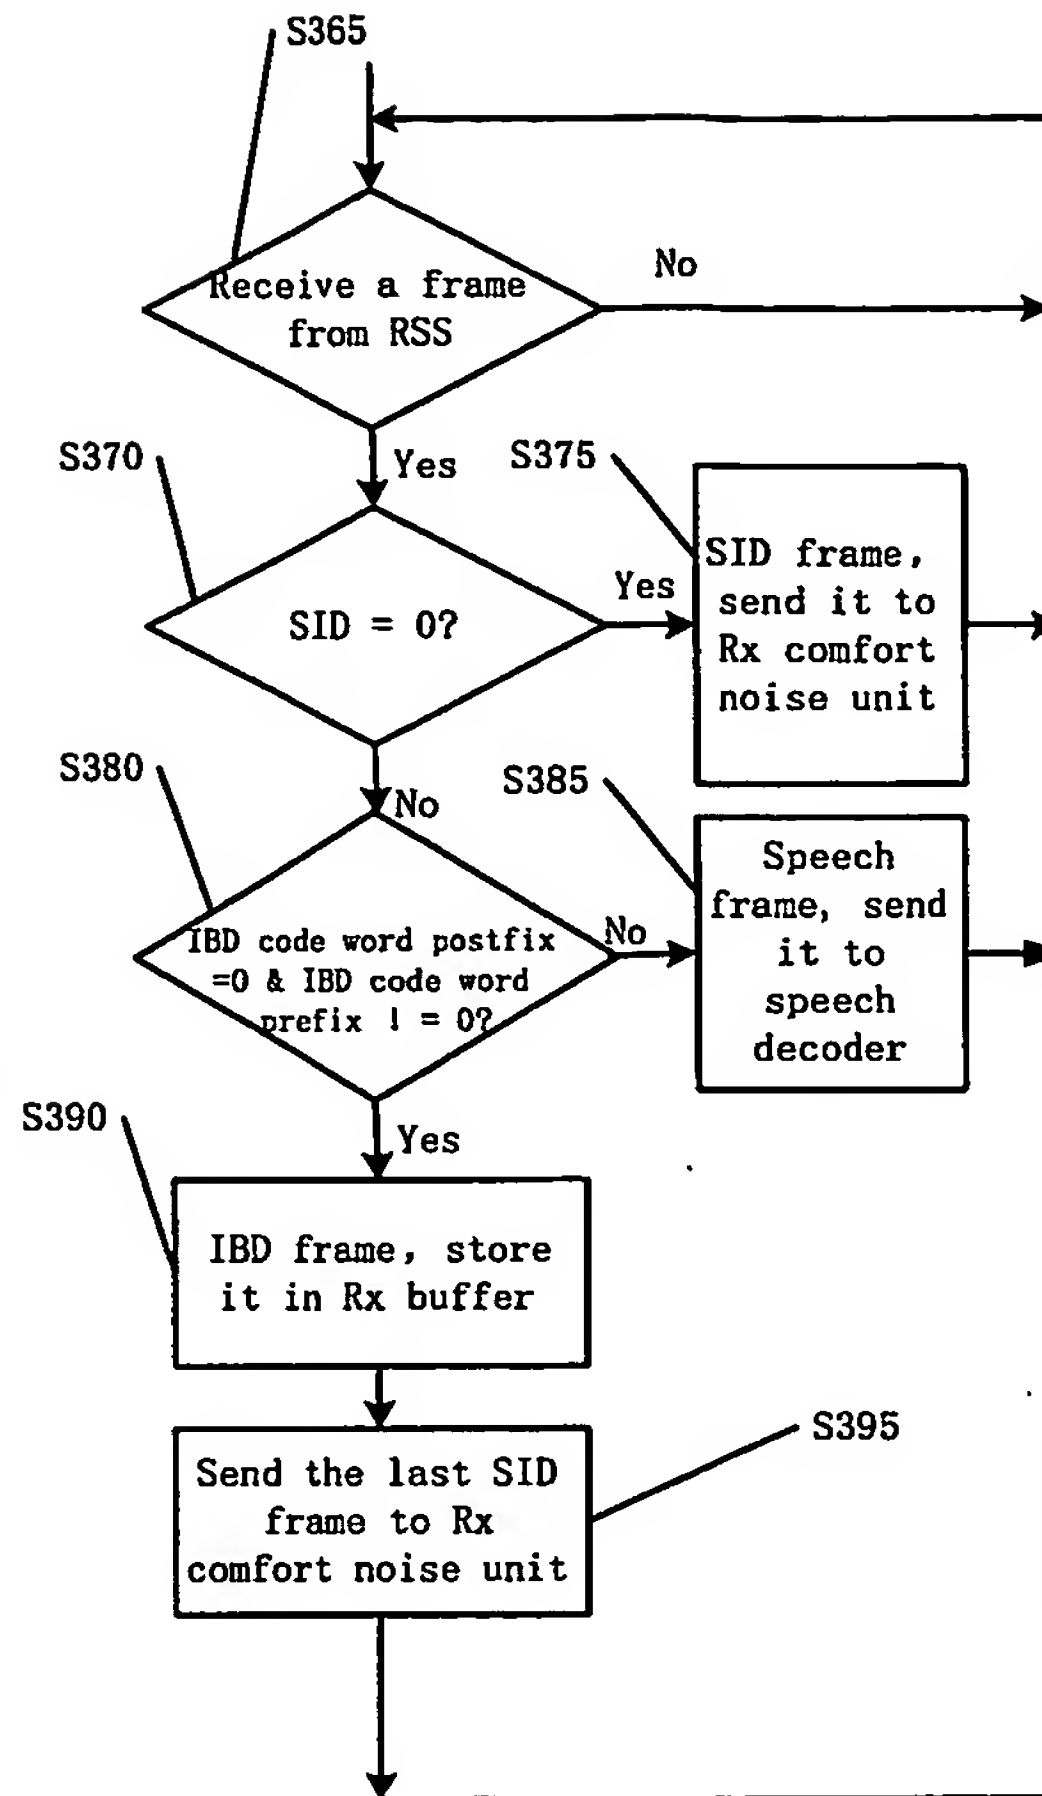 S365
Receive a frame
from RSS
No
Yes
S370
SID = 0?
Yes
S375
SID frame,
send it to
Rx comfort
noise unit
No
S380
IBD code word postfix
=0 & IBD code word
prefix ! = 0?
No
S385
Speech
frame, send
it to
speech
decoder
Yes
S390
IBD frame, store
it in Rx buffer
S395
Send the last SID
frame to Rx
comfort noise unit